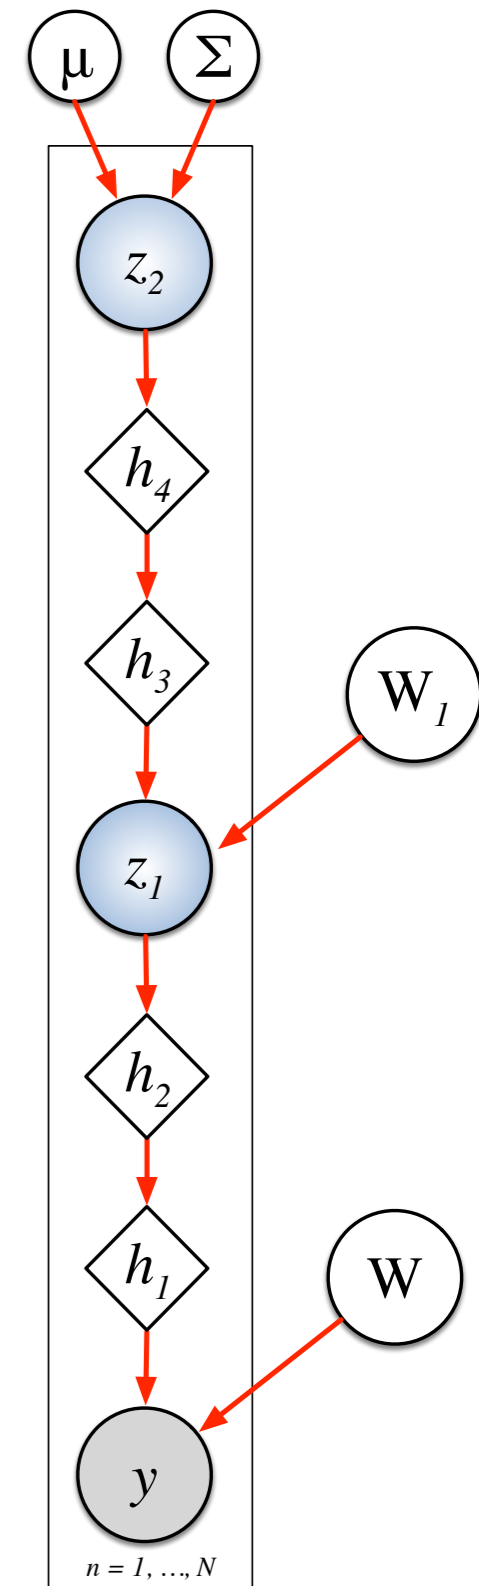 μ Σ
z₂
h₄
h₃
W₁
z₁
h₂
h₁
W
y
n = 1, ..., N